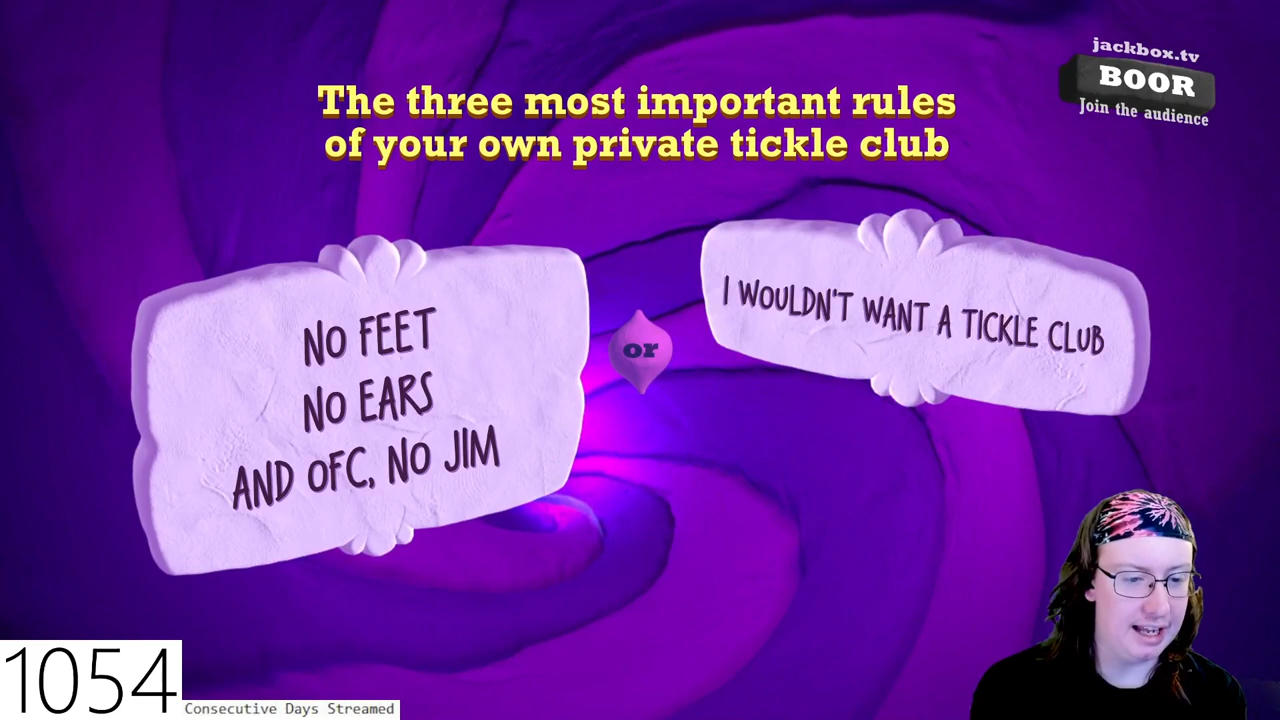 jackbox.tv
BOOR
Join the audience
The three most important rules
of your own private tickle club
NO FEET
NO EARS
AND OFC, NO JIM
or
I WOULDN'T WANT A TICKLE CLUB
1054
Consecutive Days Streamed